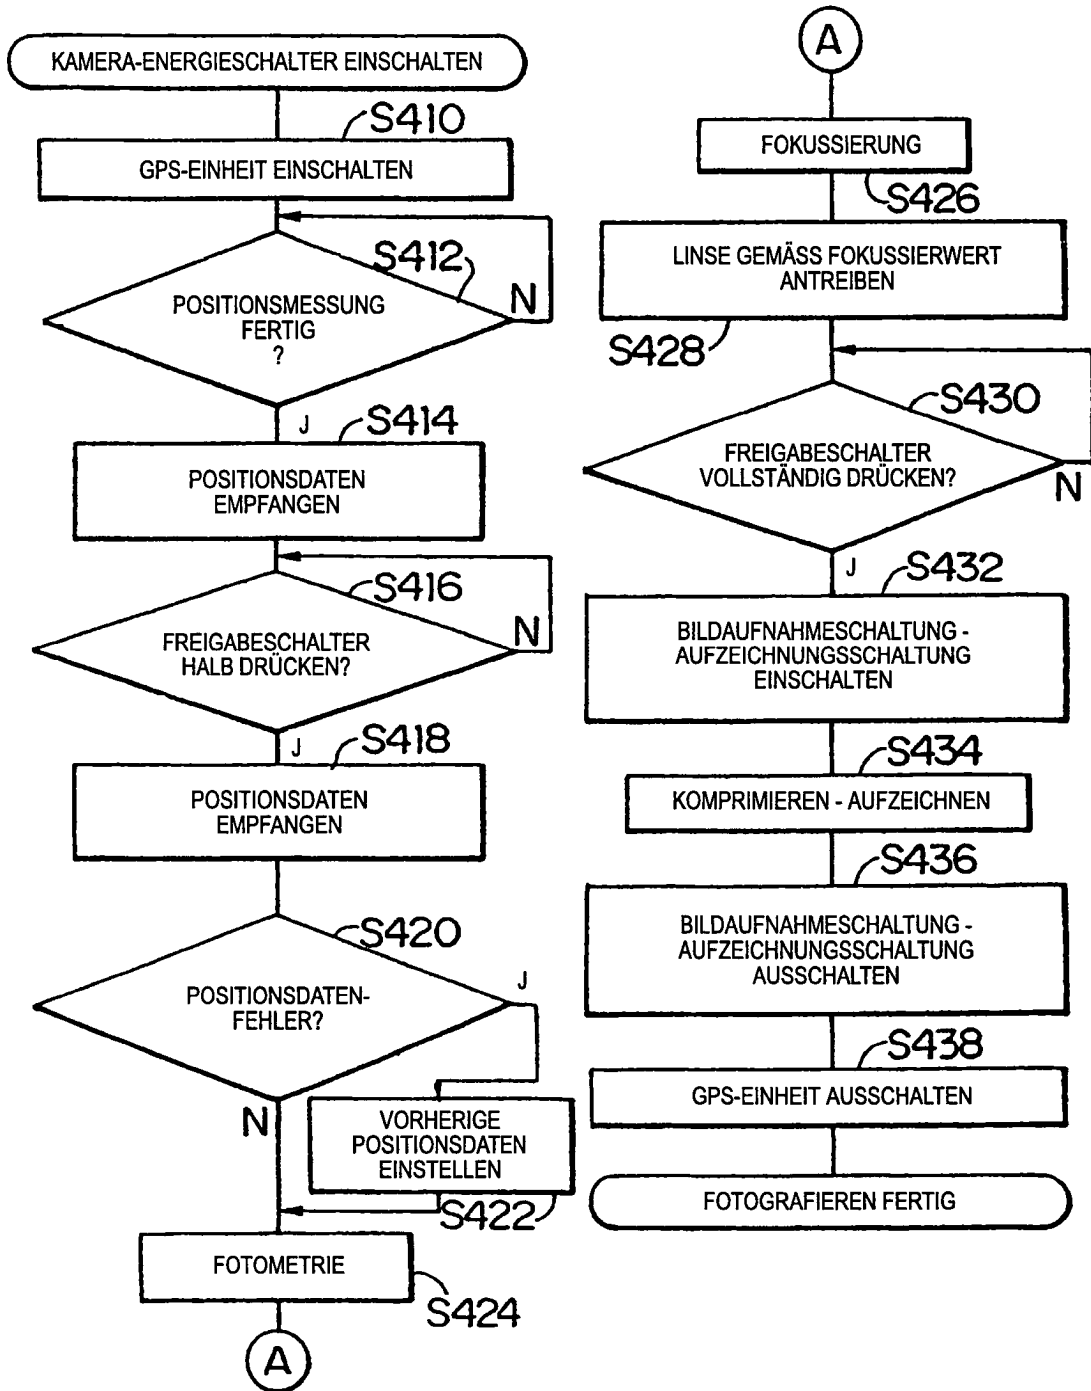 KAMERA-ENERGIESCHALTER EINSCHALTEN
S410
GPS-EINHEIT EINSCHALTEN
S412
POSITIONSMESSUNG
FERTIG
?
N
J
S414
POSITIONSDATEN
EMPFANGEN
S416
FREIGABESCHALTER
HALB DRÜCKEN?
N
J
S418
POSITIONSDATEN
EMPFANGEN
S420
POSITIONSDATEN-
FEHLER?
J
N
VORHERIGE
POSITIONSDATEN
EINSTELLEN
S422
FOTOMETRIE
S424
A
A
FOKUSSIERUNG
S426
LINSE GEMÄSS FOKUSSIERWERT
ANTREIBEN
S428
S430
FREIGABESCHALTER
VOLLSTÄNDIG DRÜCKEN?
N
J
S432
BILDAUFNAHMESCHALTUNG -
AUFZEICHNUNGSSCHALTUNG
EINSCHALTEN
S434
KOMPRIMIEREN - AUFZEICHNEN
S436
BILDAUFNAHMESCHALTUNG -
AUFZEICHNUNGSSCHALTUNG
AUSSCHALTEN
S438
GPS-EINHEIT AUSSCHALTEN
FOTOGRAFIEREN FERTIG